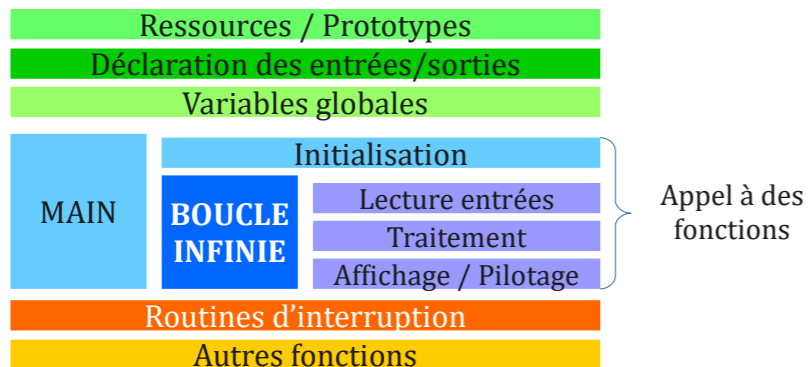 Ressources / Prototypes
Déclaration des entrées/sorties
Variables globales
MAIN
Initialisation
BOUCLE
INFINIE
Lecture entrées
Traitement
Affichage / Pilotage
Appel à des
fonctions
Routines d’interruption
Autres fonctions